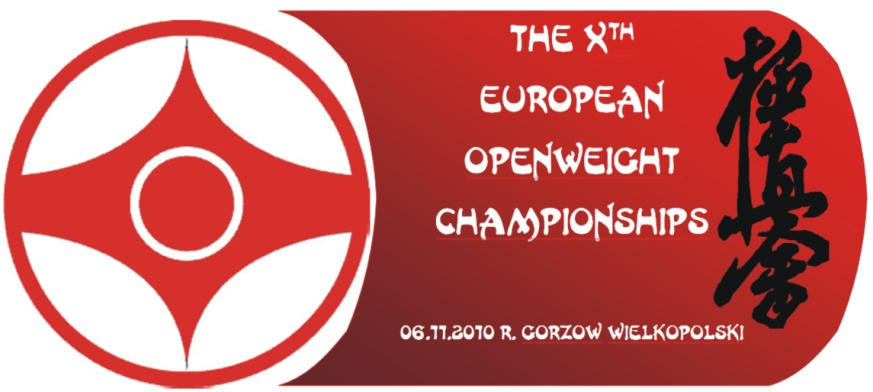 THE Xᵀᴴ
EUROPEAN
OPENWEIGHT
CHAMPIONSHIPS
06.11.2010 R. GORZOW WIELKOPOLSKI
極真會